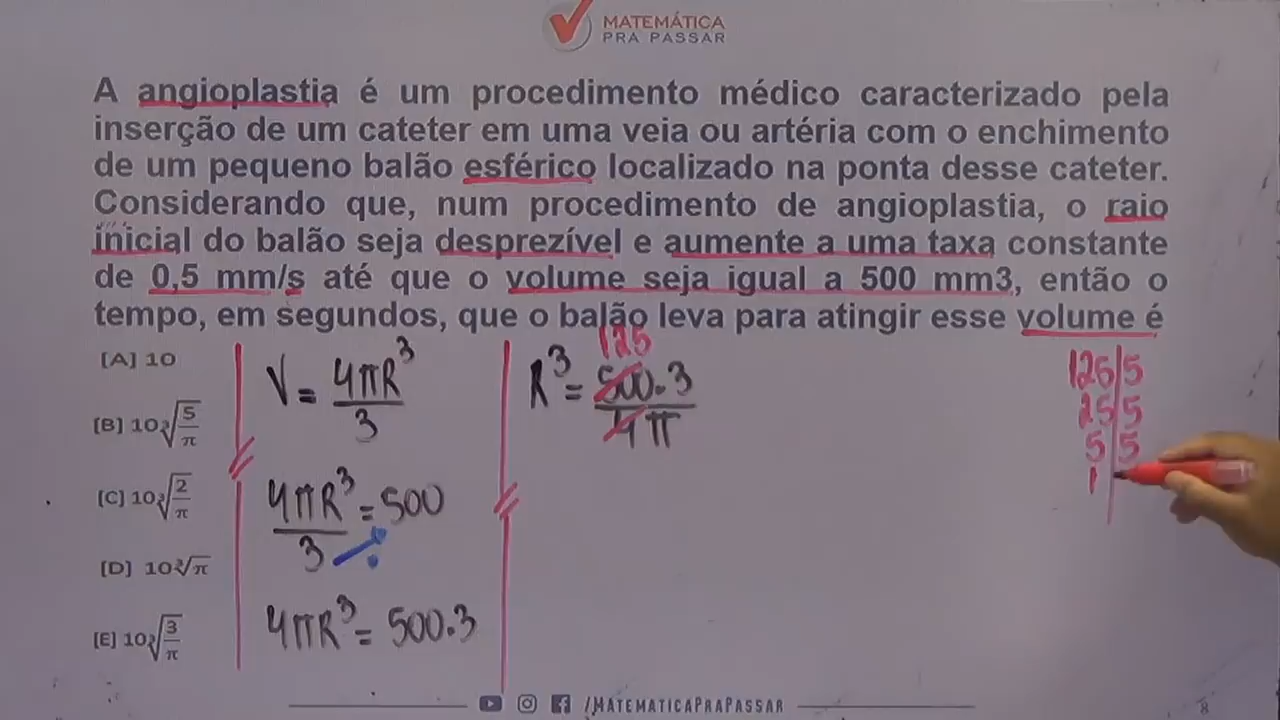 MATEMÁTICA
PRA PASSAR
A angioplastia é um procedimento médico caracterizado pela
inserção de um cateter em uma veia ou artéria com o enchimento
de um pequeno balão esférico localizado na ponta desse cateter.
Considerando que, num procedimento de angioplastia, o raio
inicial do balão seja desprezível e aumente a uma taxa constante
de 0,5 mm/s até que o volume seja igual a 500 mm3, então o
tempo, em segundos, que o balão leva para atingir esse volume é
[A] 10
[B] 10∛(5/π)
[C] 10∛(2/π)
[D] 10∛π
[E] 10∛(3/π)
V = 4πR³/3
4πR³/3 = 500
4πR³ = 500.3
125
R³ = 500.3/4π
125|5
25|5
5|5
1|
/MatematicaPraPassar
8